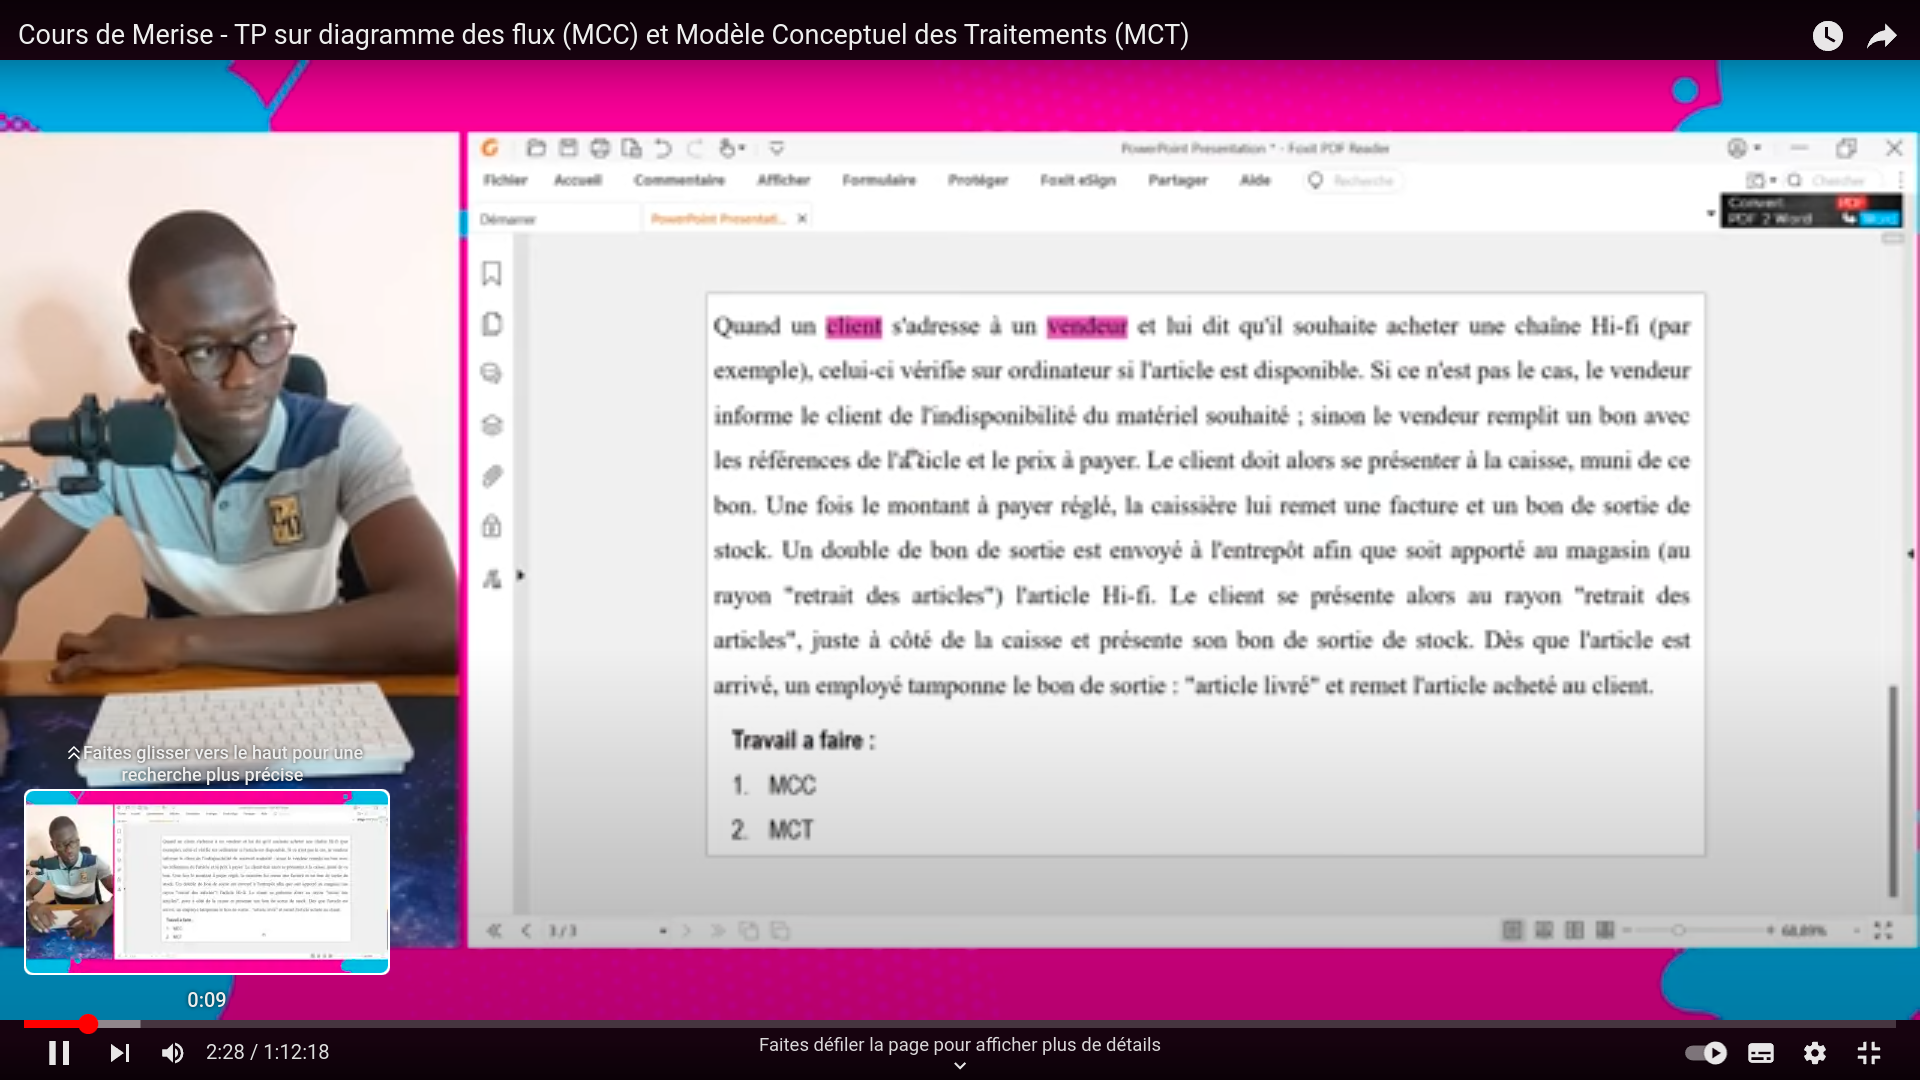 Cours de Merise - TP sur diagramme des flux (MCC) et Modèle Conceptuel des Traitements (MCT)
PowerPoint Presentation * - Foxit PDF Reader
Fichier Accueil Commentaire Afficher Formulaire Protéger Foxit eSign Partager Aide Recherche
Chercher
Convert PDF
PDF 2 Word Word
Démarrer PowerPoint Presentati...
Quand un client s'adresse à un vendeur et lui dit qu'il souhaite acheter une chaîne Hi-fi (par
exemple), celui-ci vérifie sur ordinateur si l'article est disponible. Si ce n'est pas le cas, le vendeur
informe le client de l'indisponibilité du matériel souhaité ; sinon le vendeur remplit un bon avec
les références de l'article et le prix à payer. Le client doit alors se présenter à la caisse, muni de ce
bon. Une fois le montant à payer réglé, la caissière lui remet une facture et un bon de sortie de
stock. Un double de bon de sortie est envoyé à l'entrepôt afin que soit apporté au magasin (au
rayon "retrait des articles") l'article Hi-fi. Le client se présente alors au rayon "retrait des
articles", juste à côté de la caisse et présente son bon de sortie de stock. Dès que l'article est
arrivé, un employé tamponne le bon de sortie : "article livré" et remet l'article acheté au client.
Travail a faire :
1. MCC
2. MCT
3 / 3
68,89%
Faites glisser vers le haut pour une
recherche plus précise
0:09
2:28 / 1:12:18
Faites défiler la page pour afficher plus de détails